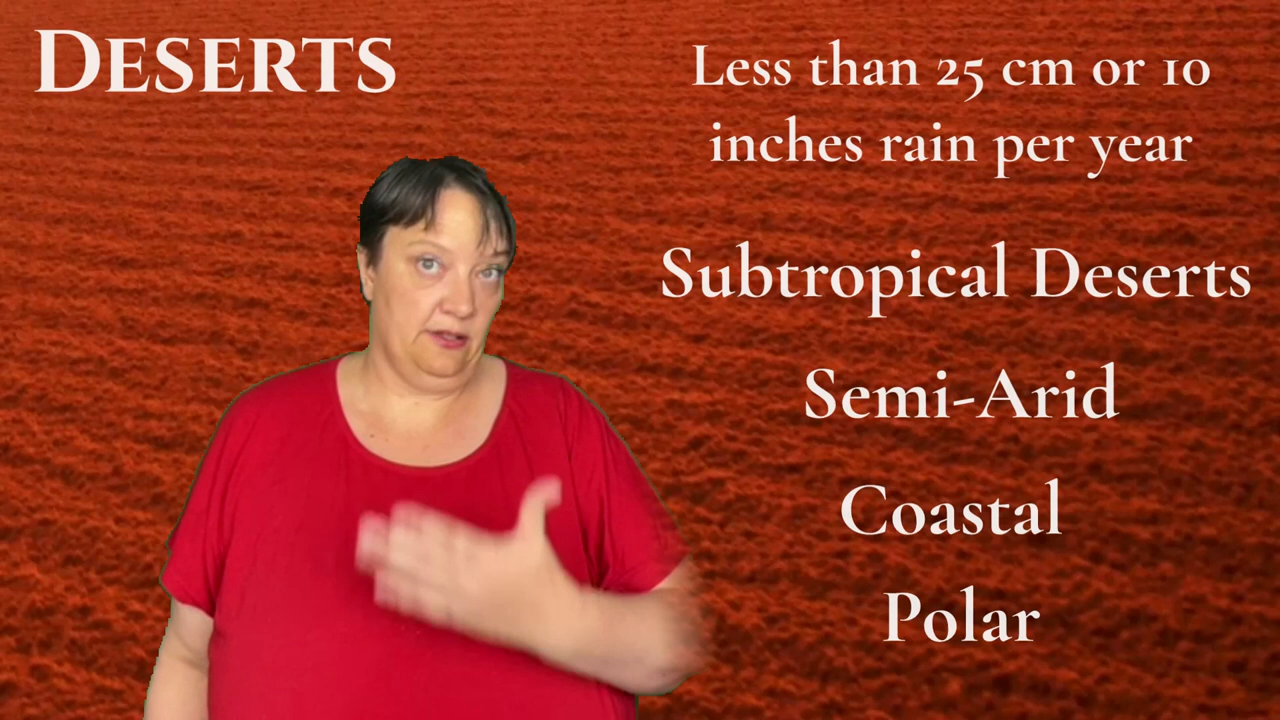 Deserts
Less than 25 cm or 10
inches rain per year
Subtropical Deserts
Semi-Arid
Coastal
Polar